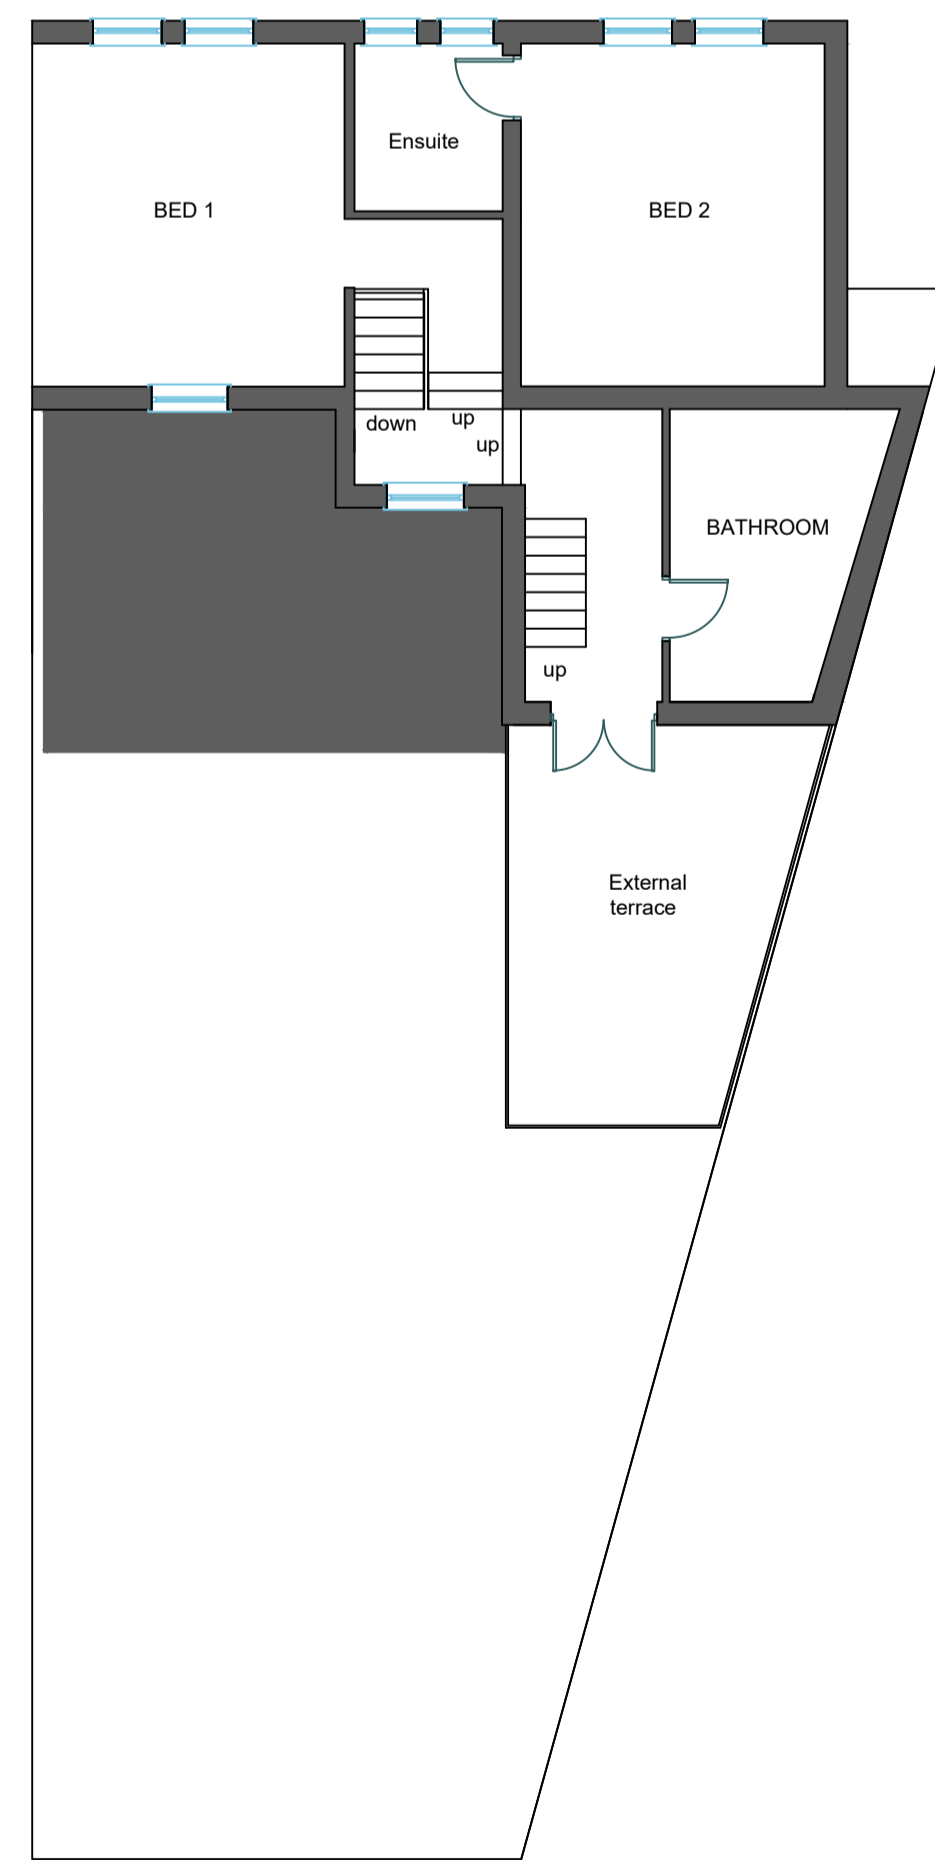 Ensuite
BED 1
BED 2
down
up
up
BATHROOM
up
External
terrace